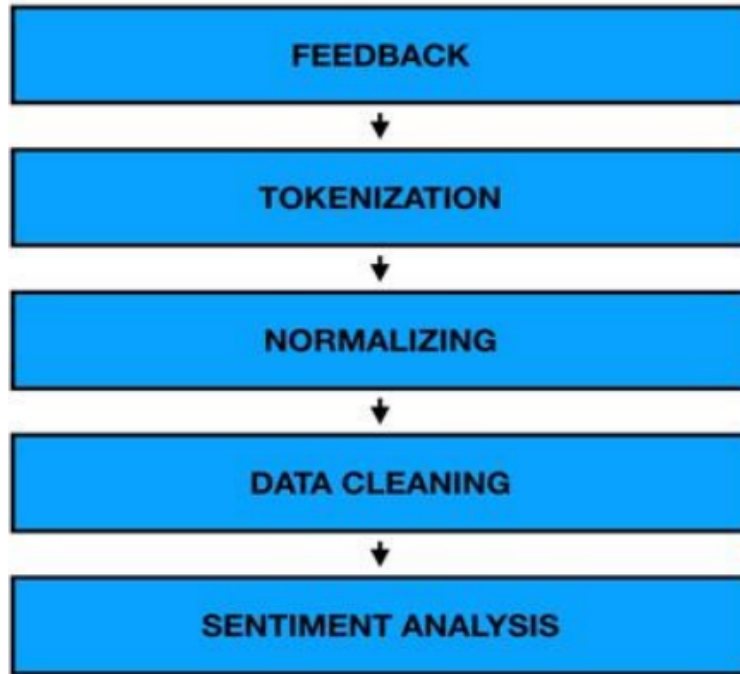 FEEDBACK
TOKENIZATION
NORMALIZING
DATA CLEANING
SENTIMENT ANALYSIS